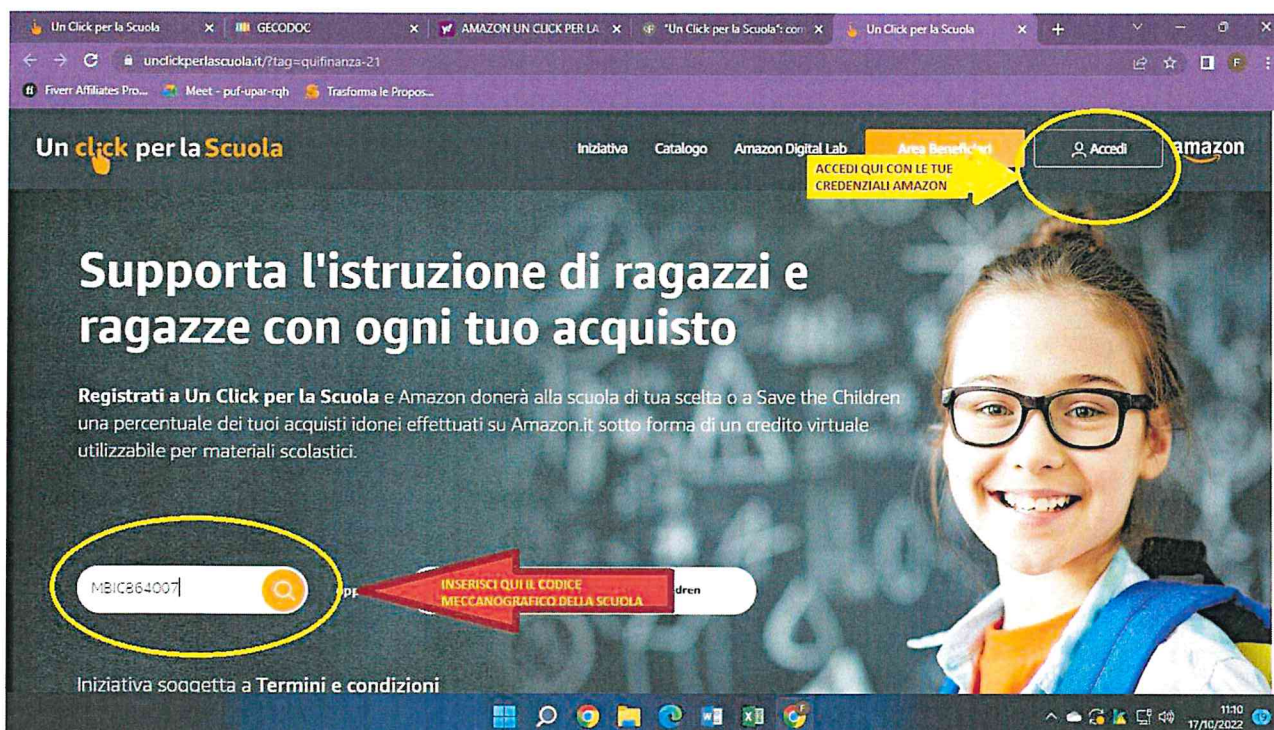 Un Click per la Scuola
GECODOC
AMAZON UN CLICK PER LA
"Un Click per la Scuola": com
Un Click per la Scuola
unclickperlascuola.it/?tag=quifinanza-21
F
Fiverr Affiliates Pro...
Meet - puf-upar-rqh
Trasforma le Propos...
Un click per la Scuola
Iniziativa
Catalogo
Amazon Digital Lab
Area Beneficiari
Accedi
amazon
ACCEDI QUI CON LE TUE
CREDENZIALI AMAZON
Supporta l'istruzione di ragazzi e
ragazze con ogni tuo acquisto
Registrati a Un Click per la Scuola e Amazon donerà alla scuola di tua scelta o a Save the Children
una percentuale dei tuoi acquisti idonei effettuati su Amazon.it sotto forma di un credito virtuale
utilizzabile per materiali scolastici.
MBIC864007
INSERISCI QUI IL CODICE
MECCANOGRAFICO DELLA SCUOLA
Iniziativa soggetta a Termini e condizioni
11:10
17/10/2022